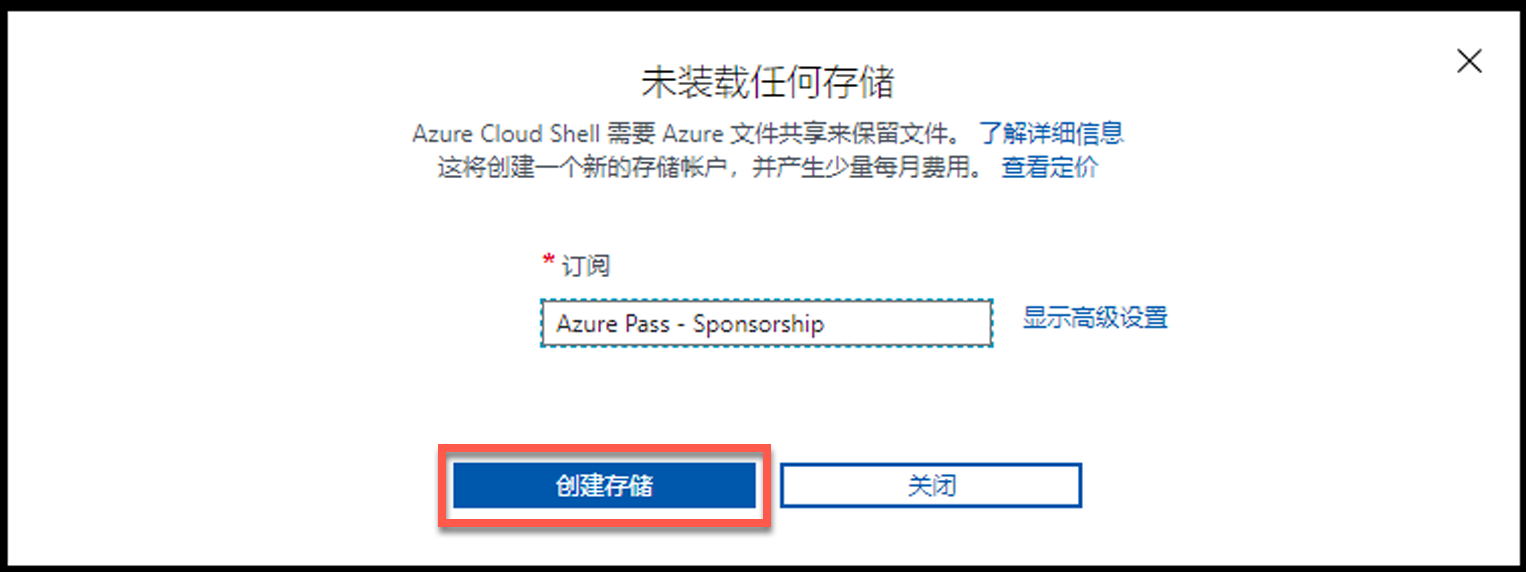 未装载任何存储
Azure Cloud Shell 需要 Azure 文件共享来保留文件。 了解详细信息
这将创建一个新的存储帐户，并产生少量每月费用。 查看定价
* 订阅
Azure Pass - Sponsorship
显示高级设置
创建存储
关闭